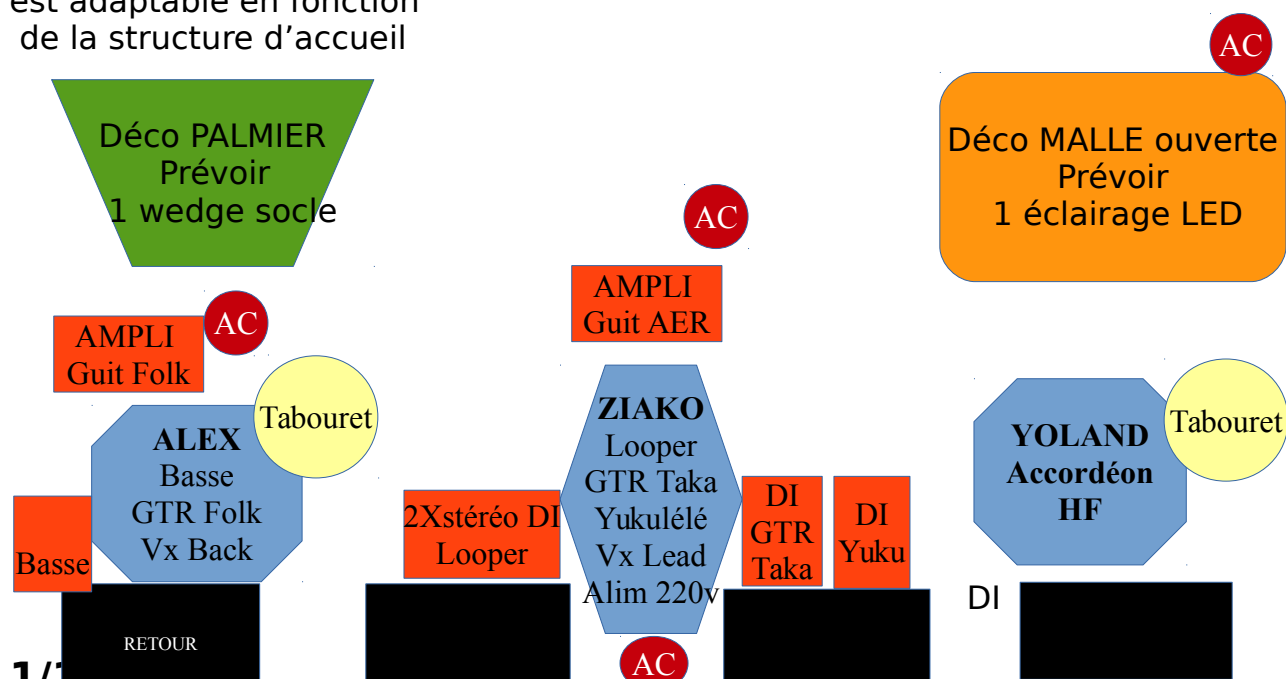 est adaptable en fonction
de la structure d’accueil
AC
Déco PALMIER
Prévoir
1 wedge socle
Déco MALLE ouverte
Prévoir
1 éclairage LED
AC
AMPLI
Guit AER
AC
AMPLI
Guit Folk
Tabouret
ALEX
Basse
GTR Folk
Vx Back
Basse
RETOUR
2Xstéréo DI
Looper
ZIAKO
Looper
GTR Taka
Yukulélé
Vx Lead
Alim 220v
AC
DI
GTR
Taka
DI
Yuku
YOLAND
Accordéon
HF
Tabouret
DI